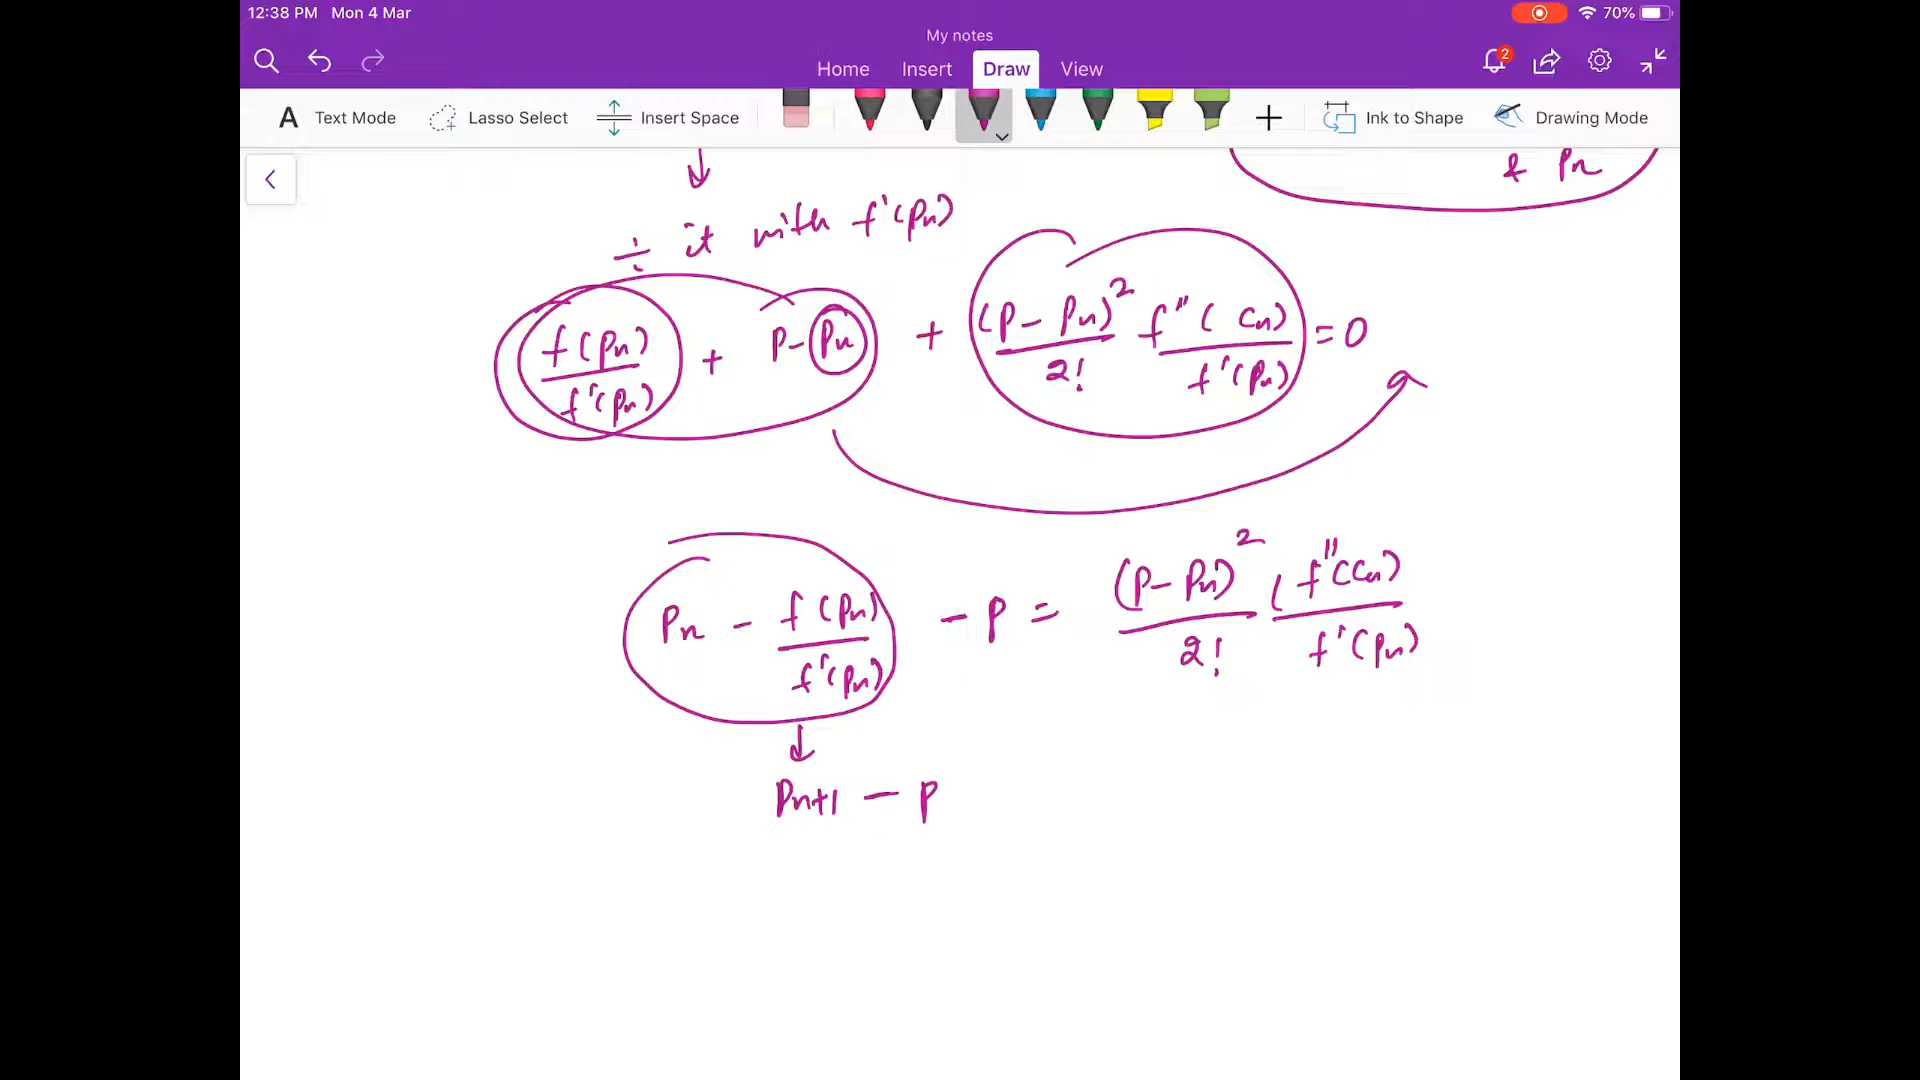 12:38 PM Mon 4 Mar
70%
My notes
Home Insert Draw View
2
A Text Mode Lasso Select Insert Space + Ink to Shape Drawing Mode
& Pn
÷ it with f'(Pn)
f(Pn)/f'(Pn) + P-Pn + (P-Pn)²/2! f''(Cn)/f'(Pn) = 0
Pn - f(Pn)/f'(Pn) - P = (P-Pn)²/2! (f''(Cn)/f'(Pn)
Pn+1 - P